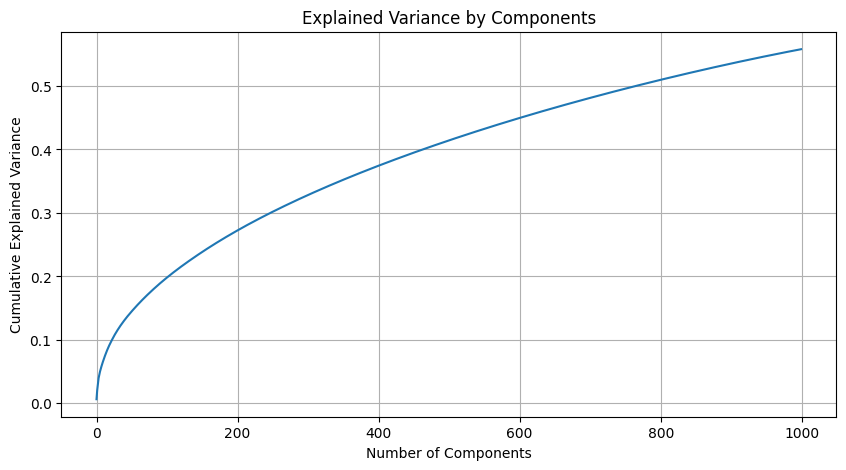 Explained Variance by Components
Cumulative Explained Variance
0.5
0.4
0.3
0.2
0.1
0.0
0 200 400 600 800 1000
Number of Components